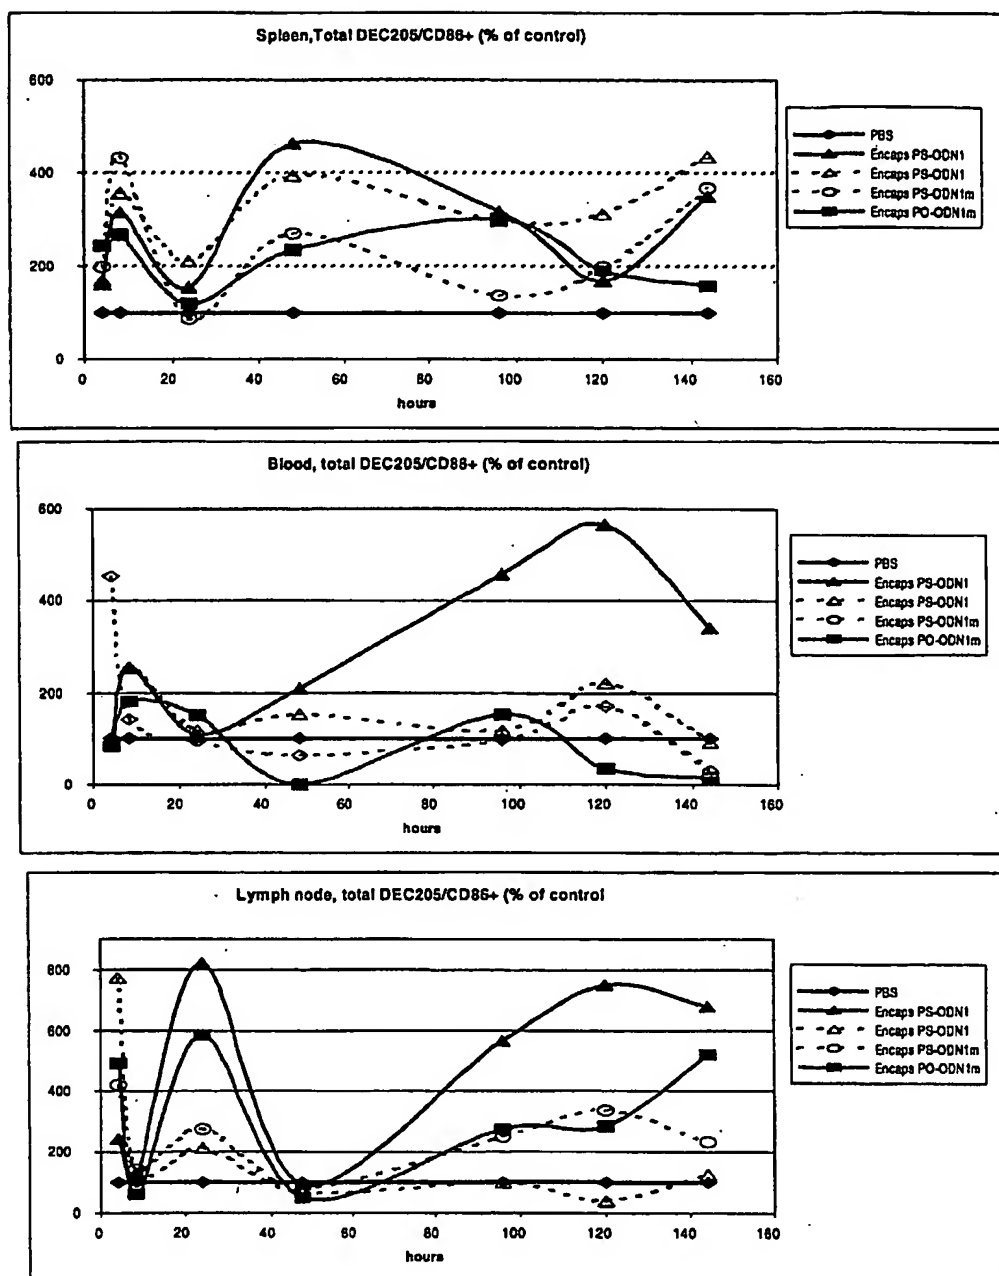 Spleen,Total DEC205/CD86+ (% of control)
600
400
200
0
0 20 40 60 80 100 120 140 160
hours
PBS
Encaps PS-ODN1
Encaps PS-ODN1
Encaps PS-ODN1m
Encaps PO-ODN1m
Blood, total DEC205/CD86+ (% of control)
600
400
200
0
0 20 40 60 80 100 120 140 160
hours
PBS
Encaps PS-ODN1
Encaps PS-ODN1
Encaps PS-ODN1m
Encaps PO-ODN1m
Lymph node, total DEC205/CD86+ (% of control
800
600
400
200
0
0 20 40 60 80 100 120 140 160
hours
PBS
Encaps PS-ODN1
Encaps PS-ODN1
Encaps PS-ODN1m
Encaps PO-ODN1m